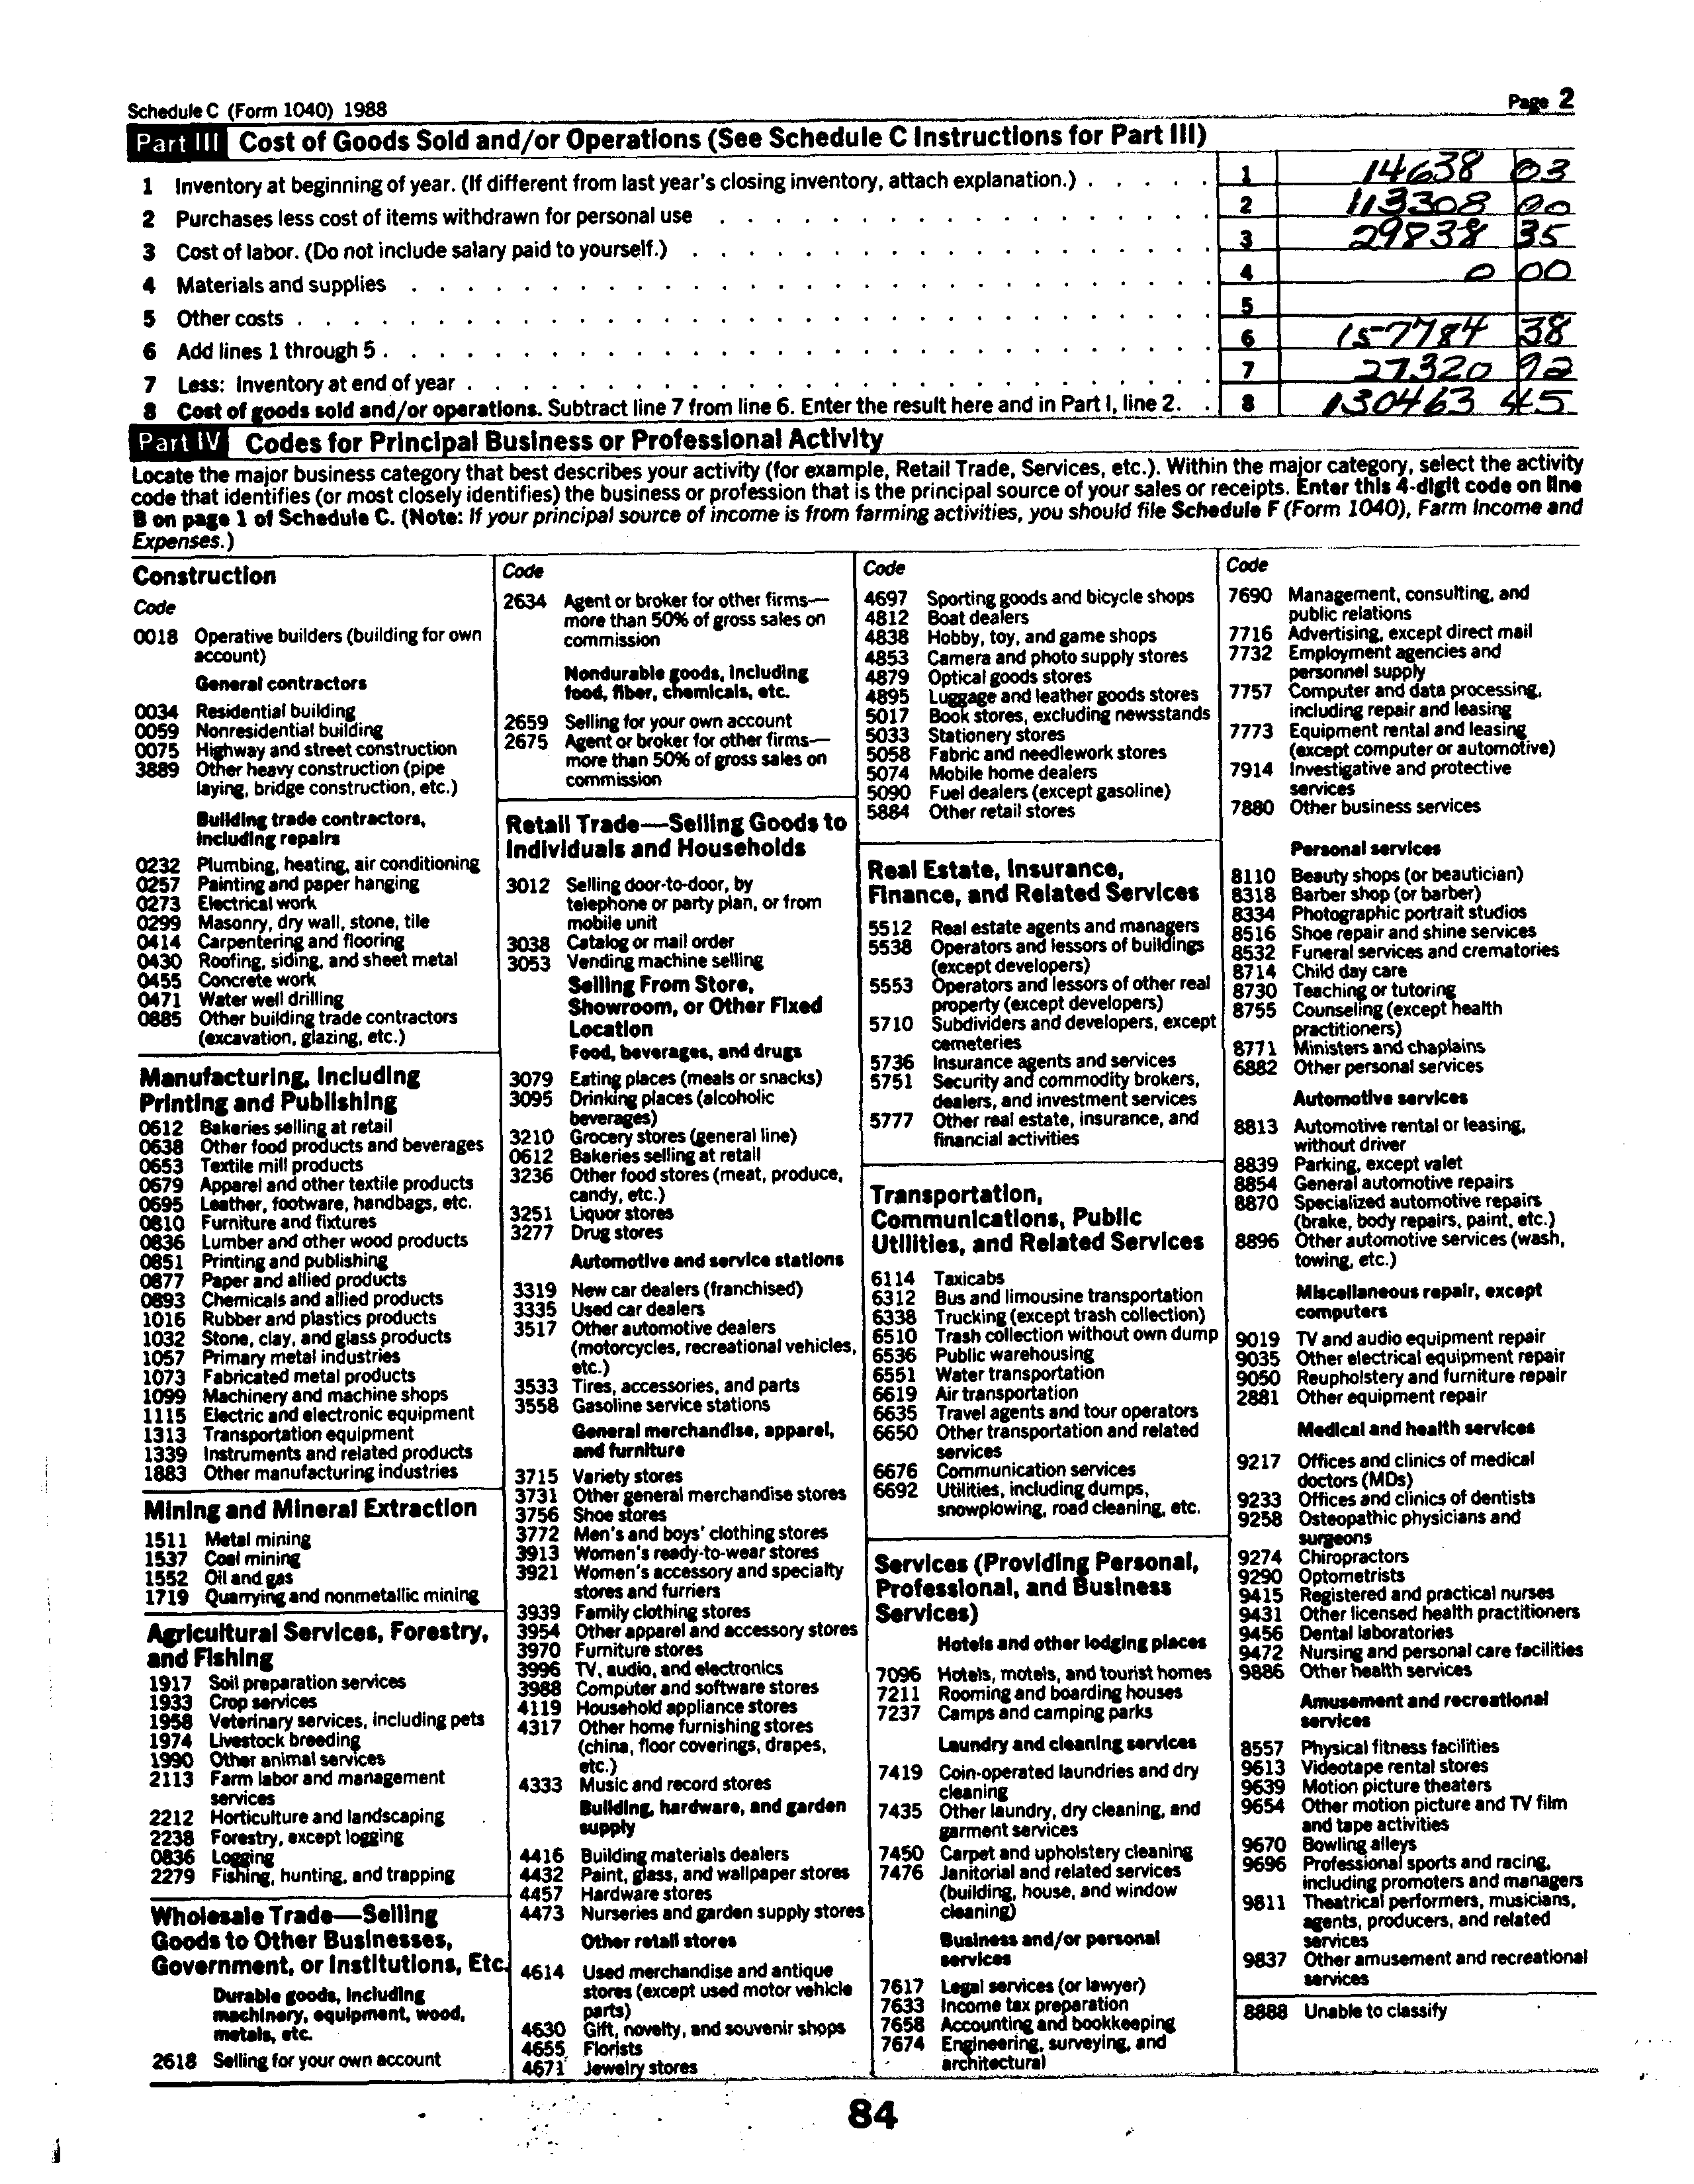 Schedule C (Form 1040) 1988
Page 2
Part III Cost of Goods Sold and/or Operations (See Schedule C Instructions for Part III)
1 Inventory at beginning of year. (If different from last year's closing inventory, attach explanation.) . . . . . 1 14638 03
2 Purchases less cost of items withdrawn for personal use 2 113308 00
3 Cost of labor. (Do not include salary paid to yourself.) 3 29838 35
4 Materials and supplies 4 0 00
5 Other costs 5
6 Add lines 1 through 5 6 157784 38
7 Less: Inventory at end of year 7 27320 92
8 Cost of goods sold and/or operations. Subtract line 7 from line 6. Enter the result here and in Part I, line 2. . 8 130463 45
Part IV Codes for Principal Business or Professional Activity
Locate the major business category that best describes your activity (for example, Retail Trade, Services, etc.). Within the major category, select the activity
code that identifies (or most closely identifies) the business or profession that is the principal source of your sales or receipts. Enter this 4-digit code on line
B on page 1 of Schedule C. (Note: If your principal source of income is from farming activities, you should file Schedule F (Form 1040), Farm Income and
Expenses.)
Construction
Code
0018 Operative builders (building for own
account)
General contractors
0034 Residential building
0059 Nonresidential building
0075 Highway and street construction
3889 Other heavy construction (pipe
laying, bridge construction, etc.)
Building trade contractors,
including repairs
0232 Plumbing, heating, air conditioning
0257 Painting and paper hanging
0273 Electrical work
0299 Masonry, dry wall, stone, tile
0414 Carpentering and flooring
0430 Roofing, siding, and sheet metal
0455 Concrete work
0471 Water well drilling
0885 Other building trade contractors
(excavation, glazing, etc.)
Manufacturing, Including
Printing and Publishing
0612 Bakeries selling at retail
0638 Other food products and beverages
0653 Textile mill products
0679 Apparel and other textile products
0695 Leather, footware, handbags, etc.
0810 Furniture and fixtures
0836 Lumber and other wood products
0851 Printing and publishing
0877 Paper and allied products
0893 Chemicals and allied products
1016 Rubber and plastics products
1032 Stone, clay, and glass products
1057 Primary metal industries
1073 Fabricated metal products
1099 Machinery and machine shops
1115 Electric and electronic equipment
1313 Transportation equipment
1339 Instruments and related products
1883 Other manufacturing industries
Mining and Mineral Extraction
1511 Metal mining
1537 Coal mining
1552 Oil and gas
1719 Quarrying and nonmetallic mining
Agricultural Services, Forestry,
and Fishing
1917 Soil preparation services
1933 Crop services
1958 Veterinary services, including pets
1974 Livestock breeding
1990 Other animal services
2113 Farm labor and management
services
2212 Horticulture and landscaping
2238 Forestry, except logging
0836 Logging
2279 Fishing, hunting, and trapping
Wholesale Trade—Selling
Goods to Other Businesses,
Government, or Institutions, Etc.
Durable goods, including
machinery, equipment, wood,
metals, etc.
2618 Selling for your own account
Code
2634 Agent or broker for other firms—
more than 50% of gross sales on
commission
Nondurable goods, including
food, fiber, chemicals, etc.
2659 Selling for your own account
2675 Agent or broker for other firms—
more than 50% of gross sales on
commission
Retail Trade—Selling Goods to
Individuals and Households
3012 Selling door-to-door, by
telephone or party plan, or from
mobile unit
3038 Catalog or mail order
3053 Vending machine selling
Selling From Store,
Showroom, or Other Fixed
Location
Food, beverages, and drugs
3079 Eating places (meals or snacks)
3095 Drinking places (alcoholic
beverages)
3210 Grocery stores (general line)
0612 Bakeries selling at retail
3236 Other food stores (meat, produce,
candy, etc.)
3251 Liquor stores
3277 Drug stores
Automotive and service stations
3319 New car dealers (franchised)
3335 Used car dealers
3517 Other automotive dealers
(motorcycles, recreational vehicles,
etc.)
3533 Tires, accessories, and parts
3558 Gasoline service stations
General merchandise, apparel,
and furniture
3715 Variety stores
3731 Other general merchandise stores
3756 Shoe stores
3772 Men's and boys' clothing stores
3913 Women's ready-to-wear stores
3921 Women's accessory and specialty
stores and furriers
3939 Family clothing stores
3954 Other apparel and accessory stores
3970 Furniture stores
3996 TV, audio, and electronics
3988 Computer and software stores
4119 Household appliance stores
4317 Other home furnishing stores
(china, floor coverings, drapes,
etc.)
4333 Music and record stores
Building, hardware, and garden
supply
4416 Building materials dealers
4432 Paint, glass, and wallpaper stores
4457 Hardware stores
4473 Nurseries and garden supply stores
Other retail stores
4614 Used merchandise and antique
stores (except used motor vehicle
parts)
4630 Gift, novelty, and souvenir shops
4655 Florists
4671 Jewelry stores
Code
4697 Sporting goods and bicycle shops
4812 Boat dealers
4838 Hobby, toy, and game shops
4853 Camera and photo supply stores
4879 Optical goods stores
4895 Luggage and leather goods stores
5017 Book stores, excluding newsstands
5033 Stationery stores
5058 Fabric and needlework stores
5074 Mobile home dealers
5090 Fuel dealers (except gasoline)
5884 Other retail stores
Real Estate, Insurance,
Finance, and Related Services
5512 Real estate agents and managers
5538 Operators and lessors of buildings
(except developers)
5553 Operators and lessors of other real
property (except developers)
5710 Subdividers and developers, except
cemeteries
5736 Insurance agents and services
5751 Security and commodity brokers,
dealers, and investment services
5777 Other real estate, insurance, and
financial activities
Transportation,
Communications, Public
Utilities, and Related Services
6114 Taxicabs
6312 Bus and limousine transportation
6338 Trucking (except trash collection)
6510 Trash collection without own dump
6536 Public warehousing
6551 Water transportation
6619 Air transportation
6635 Travel agents and tour operators
6650 Other transportation and related
services
6676 Communication services
6692 Utilities, including dumps,
snowplowing, road cleaning, etc.
Services (Providing Personal,
Professional, and Business
Services)
Hotels and other lodging places
7096 Hotels, motels, and tourist homes
7211 Rooming and boarding houses
7237 Camps and camping parks
Laundry and cleaning services
7419 Coin-operated laundries and dry
cleaning
7435 Other laundry, dry cleaning, and
garment services
7450 Carpet and upholstery cleaning
7476 Janitorial and related services
(building, house, and window
cleaning)
Business and/or personal
services
7617 Legal services (or lawyer)
7633 Income tax preparation
7658 Accounting and bookkeeping
7674 Engineering, surveying, and
architectural
Code
7690 Management, consulting, and
public relations
7716 Advertising, except direct mail
7732 Employment agencies and
personnel supply
7757 Computer and data processing,
including repair and leasing
7773 Equipment rental and leasing
(except computer or automotive)
7914 Investigative and protective
services
7880 Other business services
Personal services
8110 Beauty shops (or beautician)
8318 Barber shop (or barber)
8334 Photographic portrait studios
8516 Shoe repair and shine services
8532 Funeral services and crematories
8714 Child day care
8730 Teaching or tutoring
8755 Counseling (except health
practitioners)
8771 Ministers and chaplains
6882 Other personal services
Automotive services
8813 Automotive rental or leasing,
without driver
8839 Parking, except valet
8854 General automotive repairs
8870 Specialized automotive repairs
(brake, body repairs, paint, etc.)
8896 Other automotive services (wash,
towing, etc.)
Miscellaneous repair, except
computers
9019 TV and audio equipment repair
9035 Other electrical equipment repair
9050 Reupholstery and furniture repair
2881 Other equipment repair
Medical and health services
9217 Offices and clinics of medical
doctors (MDs)
9233 Offices and clinics of dentists
9258 Osteopathic physicians and
surgeons
9274 Chiropractors
9290 Optometrists
9415 Registered and practical nurses
9431 Other licensed health practitioners
9456 Dental laboratories
9472 Nursing and personal care facilities
9886 Other health services
Amusement and recreational
services
8557 Physical fitness facilities
9613 Videotape rental stores
9639 Motion picture theaters
9654 Other motion picture and TV film
and tape activities
9670 Bowling alleys
9696 Professional sports and racing,
including promoters and managers
9811 Theatrical performers, musicians,
agents, producers, and related
services
9837 Other amusement and recreational
services
8888 Unable to classify
84